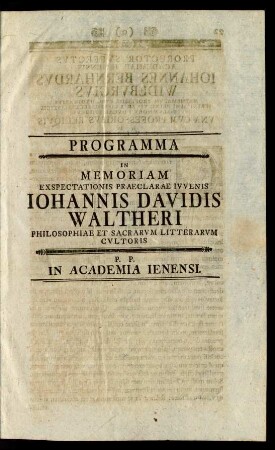 PROGRAMMA
IN
MEMORIAM
EXSPECTATIONIS PRAECLARAE IVVENIS
IOHANNIS DAVIDIS
WALTHERI
PHILOSOPHIAE ET SACRARVM LITTERARVM
CVLTORIS
P. P.
IN ACADEMIA IENENSI.